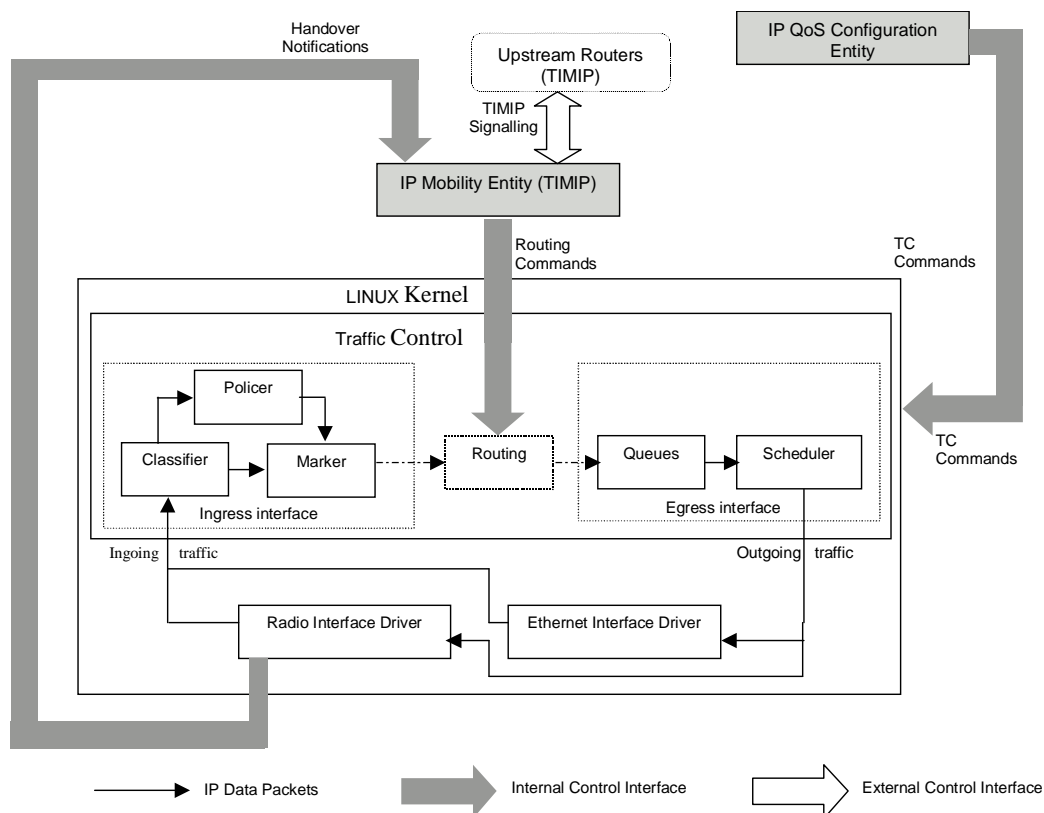 Handover
Notifications
IP QoS Configuration
Entity
Upstream Routers
(TIMIP)
TIMIP
Signalling
IP Mobility Entity (TIMIP)
Routing
Commands
TC
Commands
LINUX Kernel
Traffic Control
Policer
Classifier
Marker
Routing
Queues
Scheduler
TC
Commands
Ingress interface
Egress interface
Ingoing traffic
Outgoing traffic
Radio Interface Driver
Ethernet Interface Driver
IP Data Packets
Internal Control Interface
External Control Interface